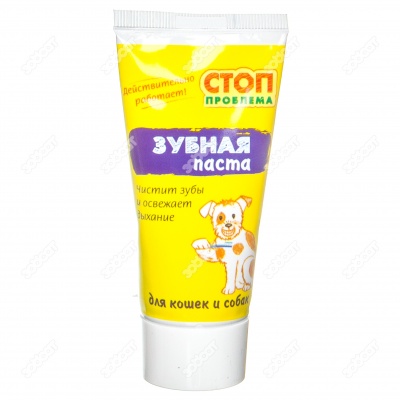 Действительно
работает!
СТОП
ПРОБЛЕМА
ЗУБНАЯ
паста
Чистит зубы
и освежает
дыхание
для кошек и собак